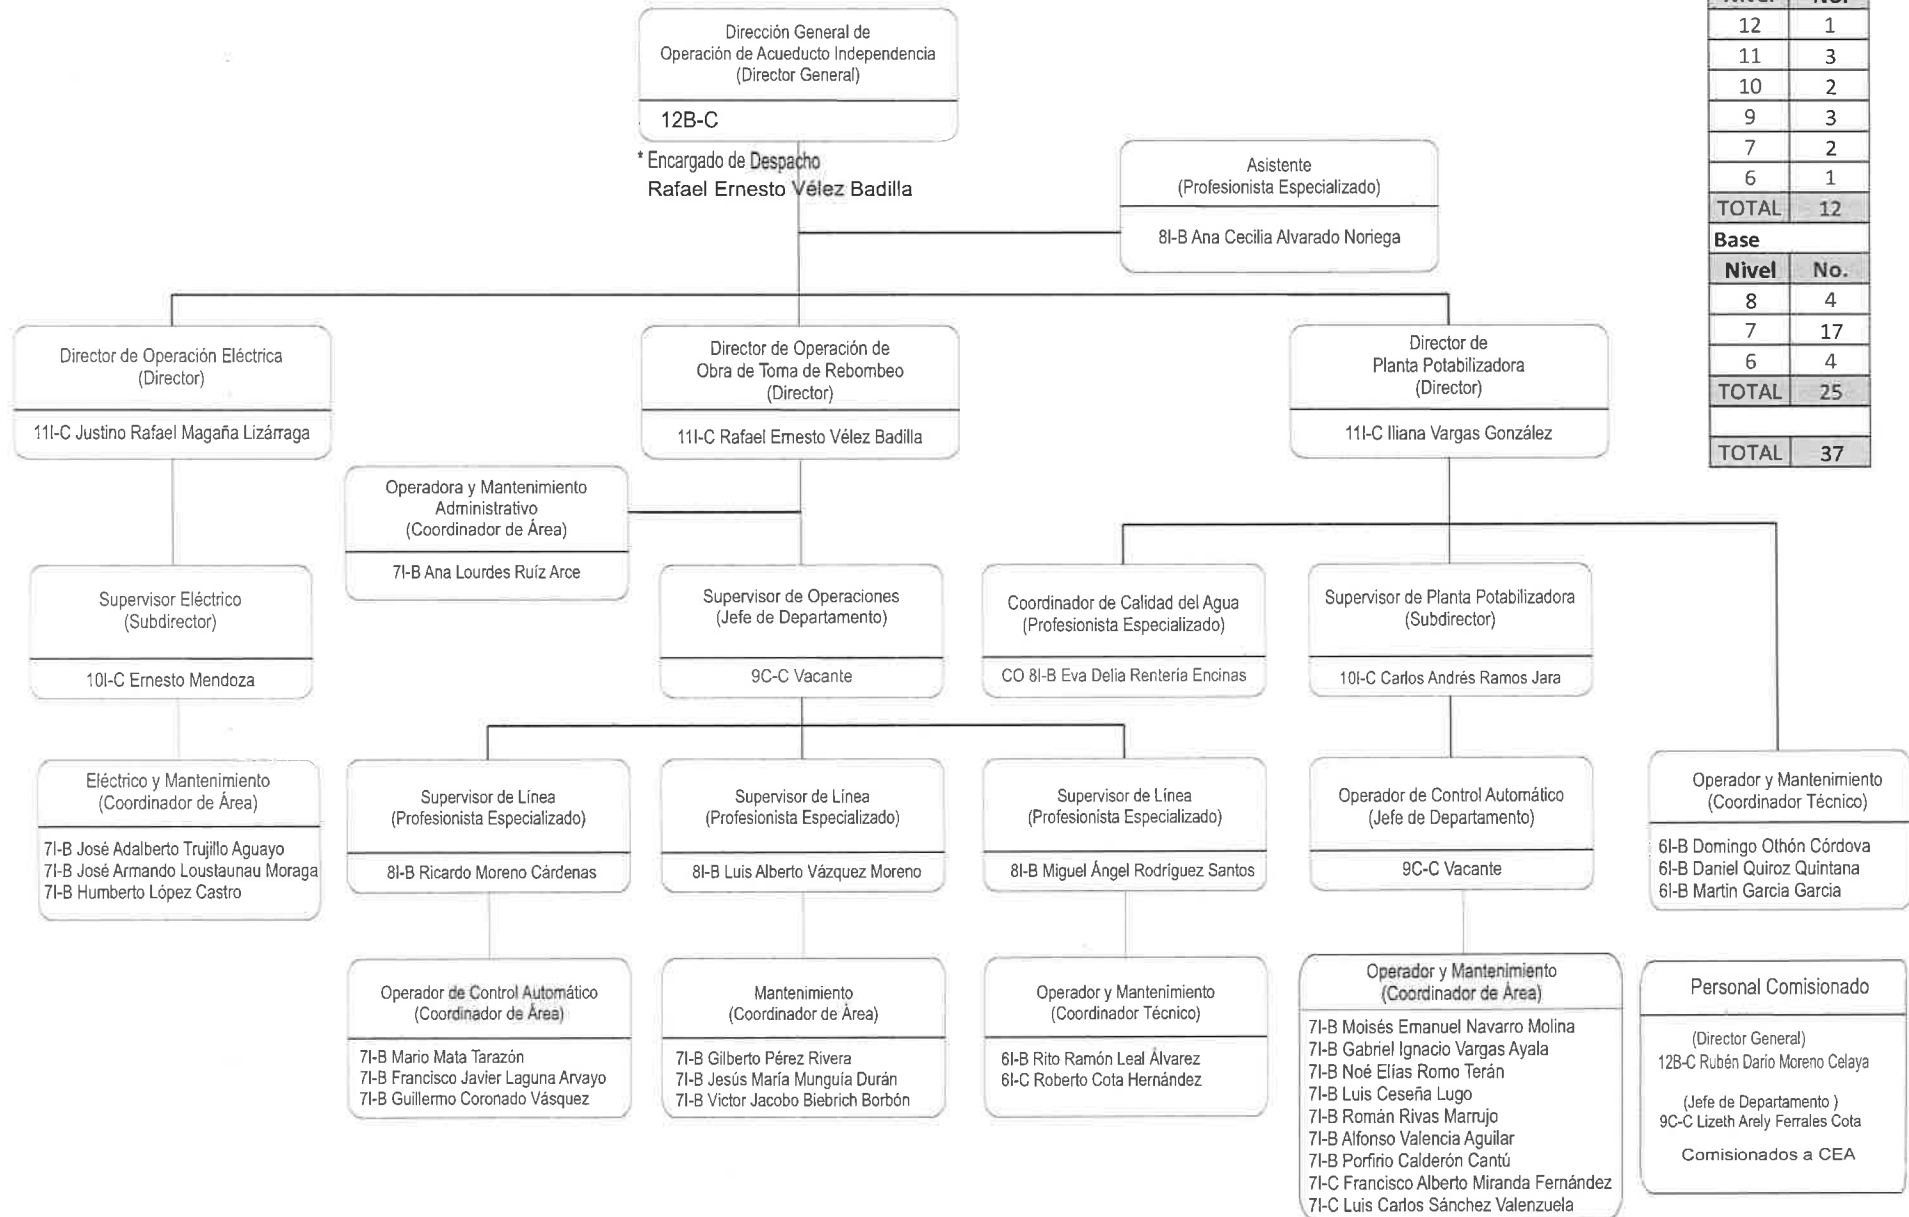 Dirección General de
Operación de Acueducto Independencia
(Director General)
12B-C
* Encargado de Despacho
Rafael Ernesto Vélez Badilla
Asistente
(Profesionista Especializado)
8I-B Ana Cecilia Alvarado Noriega
Nivel No.
12 1
11 3
10 2
9 3
7 2
6 1
TOTAL 12
Base
Nivel No.
8 4
7 17
6 4
TOTAL 25
TOTAL 37
Director de Operación Eléctrica
(Director)
11I-C Justino Rafael Magaña Lizárraga
Director de Operación de
Obra de Toma de Rebombeo
(Director)
11I-C Rafael Ernesto Vélez Badilla
Director de
Planta Potabilizadora
(Director)
11I-C Iliana Vargas González
Operadora y Mantenimiento
Administrativo
(Coordinador de Área)
7I-B Ana Lourdes Ruíz Arce
Supervisor Eléctrico
(Subdirector)
10I-C Ernesto Mendoza
Supervisor de Operaciones
(Jefe de Departamento)
9C-C Vacante
Coordinador de Calidad del Agua
(Profesionista Especializado)
CO 8I-B Eva Delia Rentería Encinas
Supervisor de Planta Potabilizadora
(Subdirector)
10I-C Carlos Andrés Ramos Jara
Eléctrico y Mantenimiento
(Coordinador de Área)
7I-B José Adalberto Trujillo Aguayo
7I-B José Armando Loustaunau Moraga
7I-B Humberto López Castro
Supervisor de Línea
(Profesionista Especializado)
8I-B Ricardo Moreno Cárdenas
Supervisor de Línea
(Profesionista Especializado)
8I-B Luis Alberto Vázquez Moreno
Supervisor de Línea
(Profesionista Especializado)
8I-B Miguel Ángel Rodríguez Santos
Operador de Control Automático
(Jefe de Departamento)
9C-C Vacante
Operador y Mantenimiento
(Coordinador Técnico)
6I-B Domingo Othón Córdova
6I-B Daniel Quiroz Quintana
6I-B Martin Garcia Garcia
Operador de Control Automático
(Coordinador de Área)
7I-B Mario Mata Tarazón
7I-B Francisco Javier Laguna Arvayo
7I-B Guillermo Coronado Vásquez
Mantenimiento
(Coordinador de Área)
7I-B Gilberto Pérez Rivera
7I-B Jesús María Munguía Durán
7I-B Victor Jacobo Biebrich Borbón
Operador y Mantenimiento
(Coordinador Técnico)
6I-B Rito Ramón Leal Álvarez
6I-C Roberto Cota Hernández
Operador y Mantenimiento
(Coordinador de Área)
7I-B Moisés Emanuel Navarro Molina
7I-B Gabriel Ignacio Vargas Ayala
7I-B Noé Elías Romo Terán
7I-B Luis Ceseña Lugo
7I-B Román Rivas Marrujo
7I-B Alfonso Valencia Aguilar
7I-B Porfirio Calderón Cantú
7I-C Francisco Alberto Miranda Fernández
7I-C Luis Carlos Sánchez Valenzuela
Personal Comisionado
(Director General)
12B-C Rubén Darío Moreno Celaya
(Jefe de Departamento )
9C-C Lizeth Arely Ferrales Cota
Comisionados a CEA